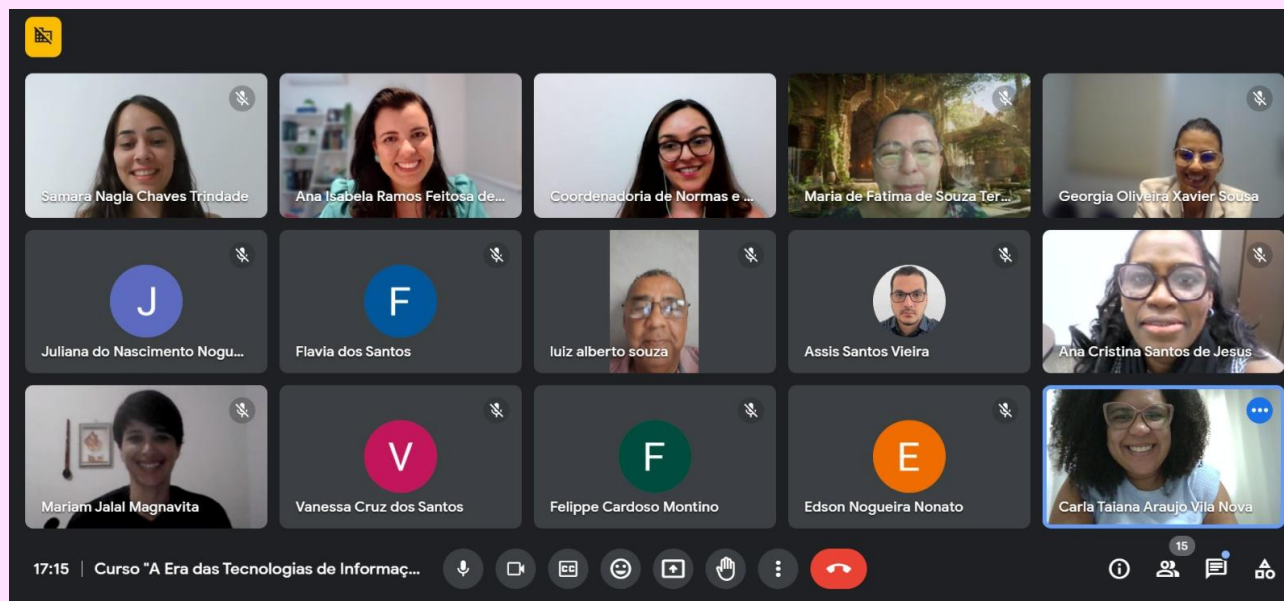 Samara Nagla Chaves Trindade
Ana Isabela Ramos Feitosa de...
Coordenadoria de Normas e ...
Maria de Fatima de Souza Ter...
Georgia Oliveira Xavier Sousa
J
Juliana do Nascimento Nogu...
F
Flavia dos Santos
luiz alberto souza
Assis Santos Vieira
Ana Cristina Santos de Jesus
Mariam Jalal Magnavita
V
Vanessa Cruz dos Santos
F
Felippe Cardoso Montino
E
Edson Nogueira Nonato
Carla Taiana Araujo Vila Nova
17:15 | Curso "A Era das Tecnologias de Informaç...
CC
15